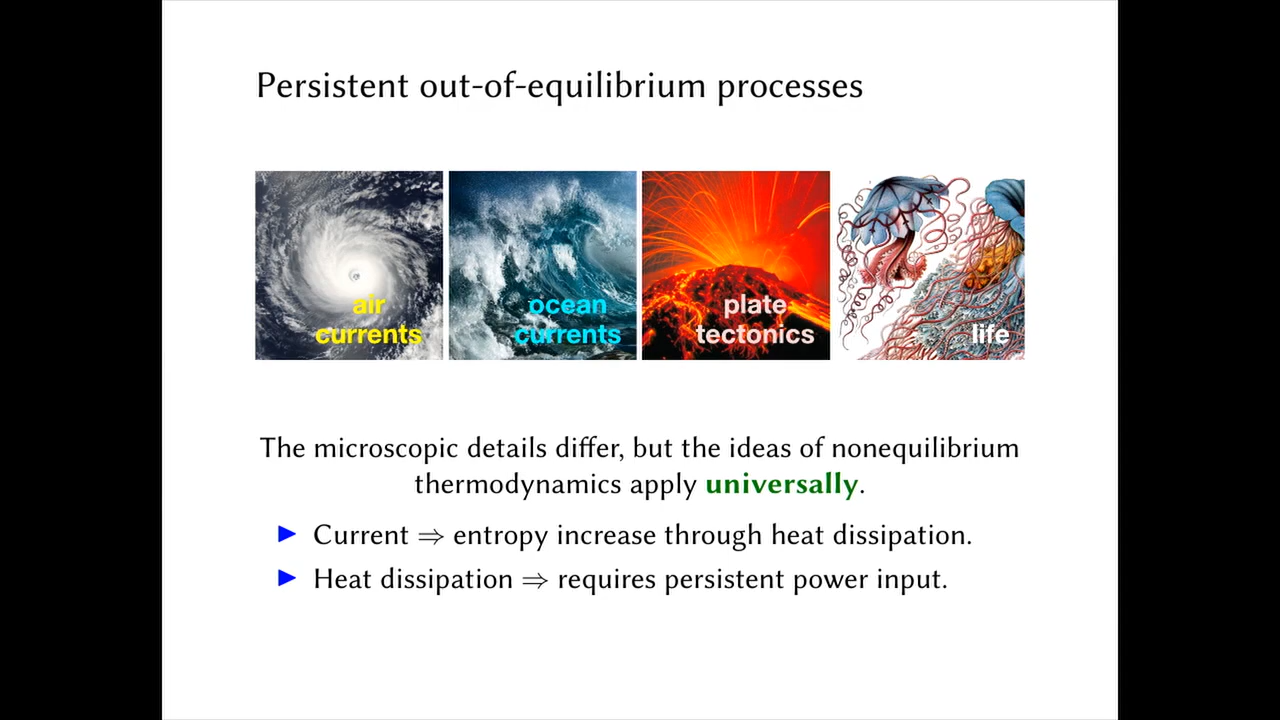 Persistent out-of-equilibrium processes
air
currents
ocean
currents
plate
tectonics
life
The microscopic details differ, but the ideas of nonequilibrium
thermodynamics apply universally.
▶ Current ⇒ entropy increase through heat dissipation.
▶ Heat dissipation ⇒ requires persistent power input.